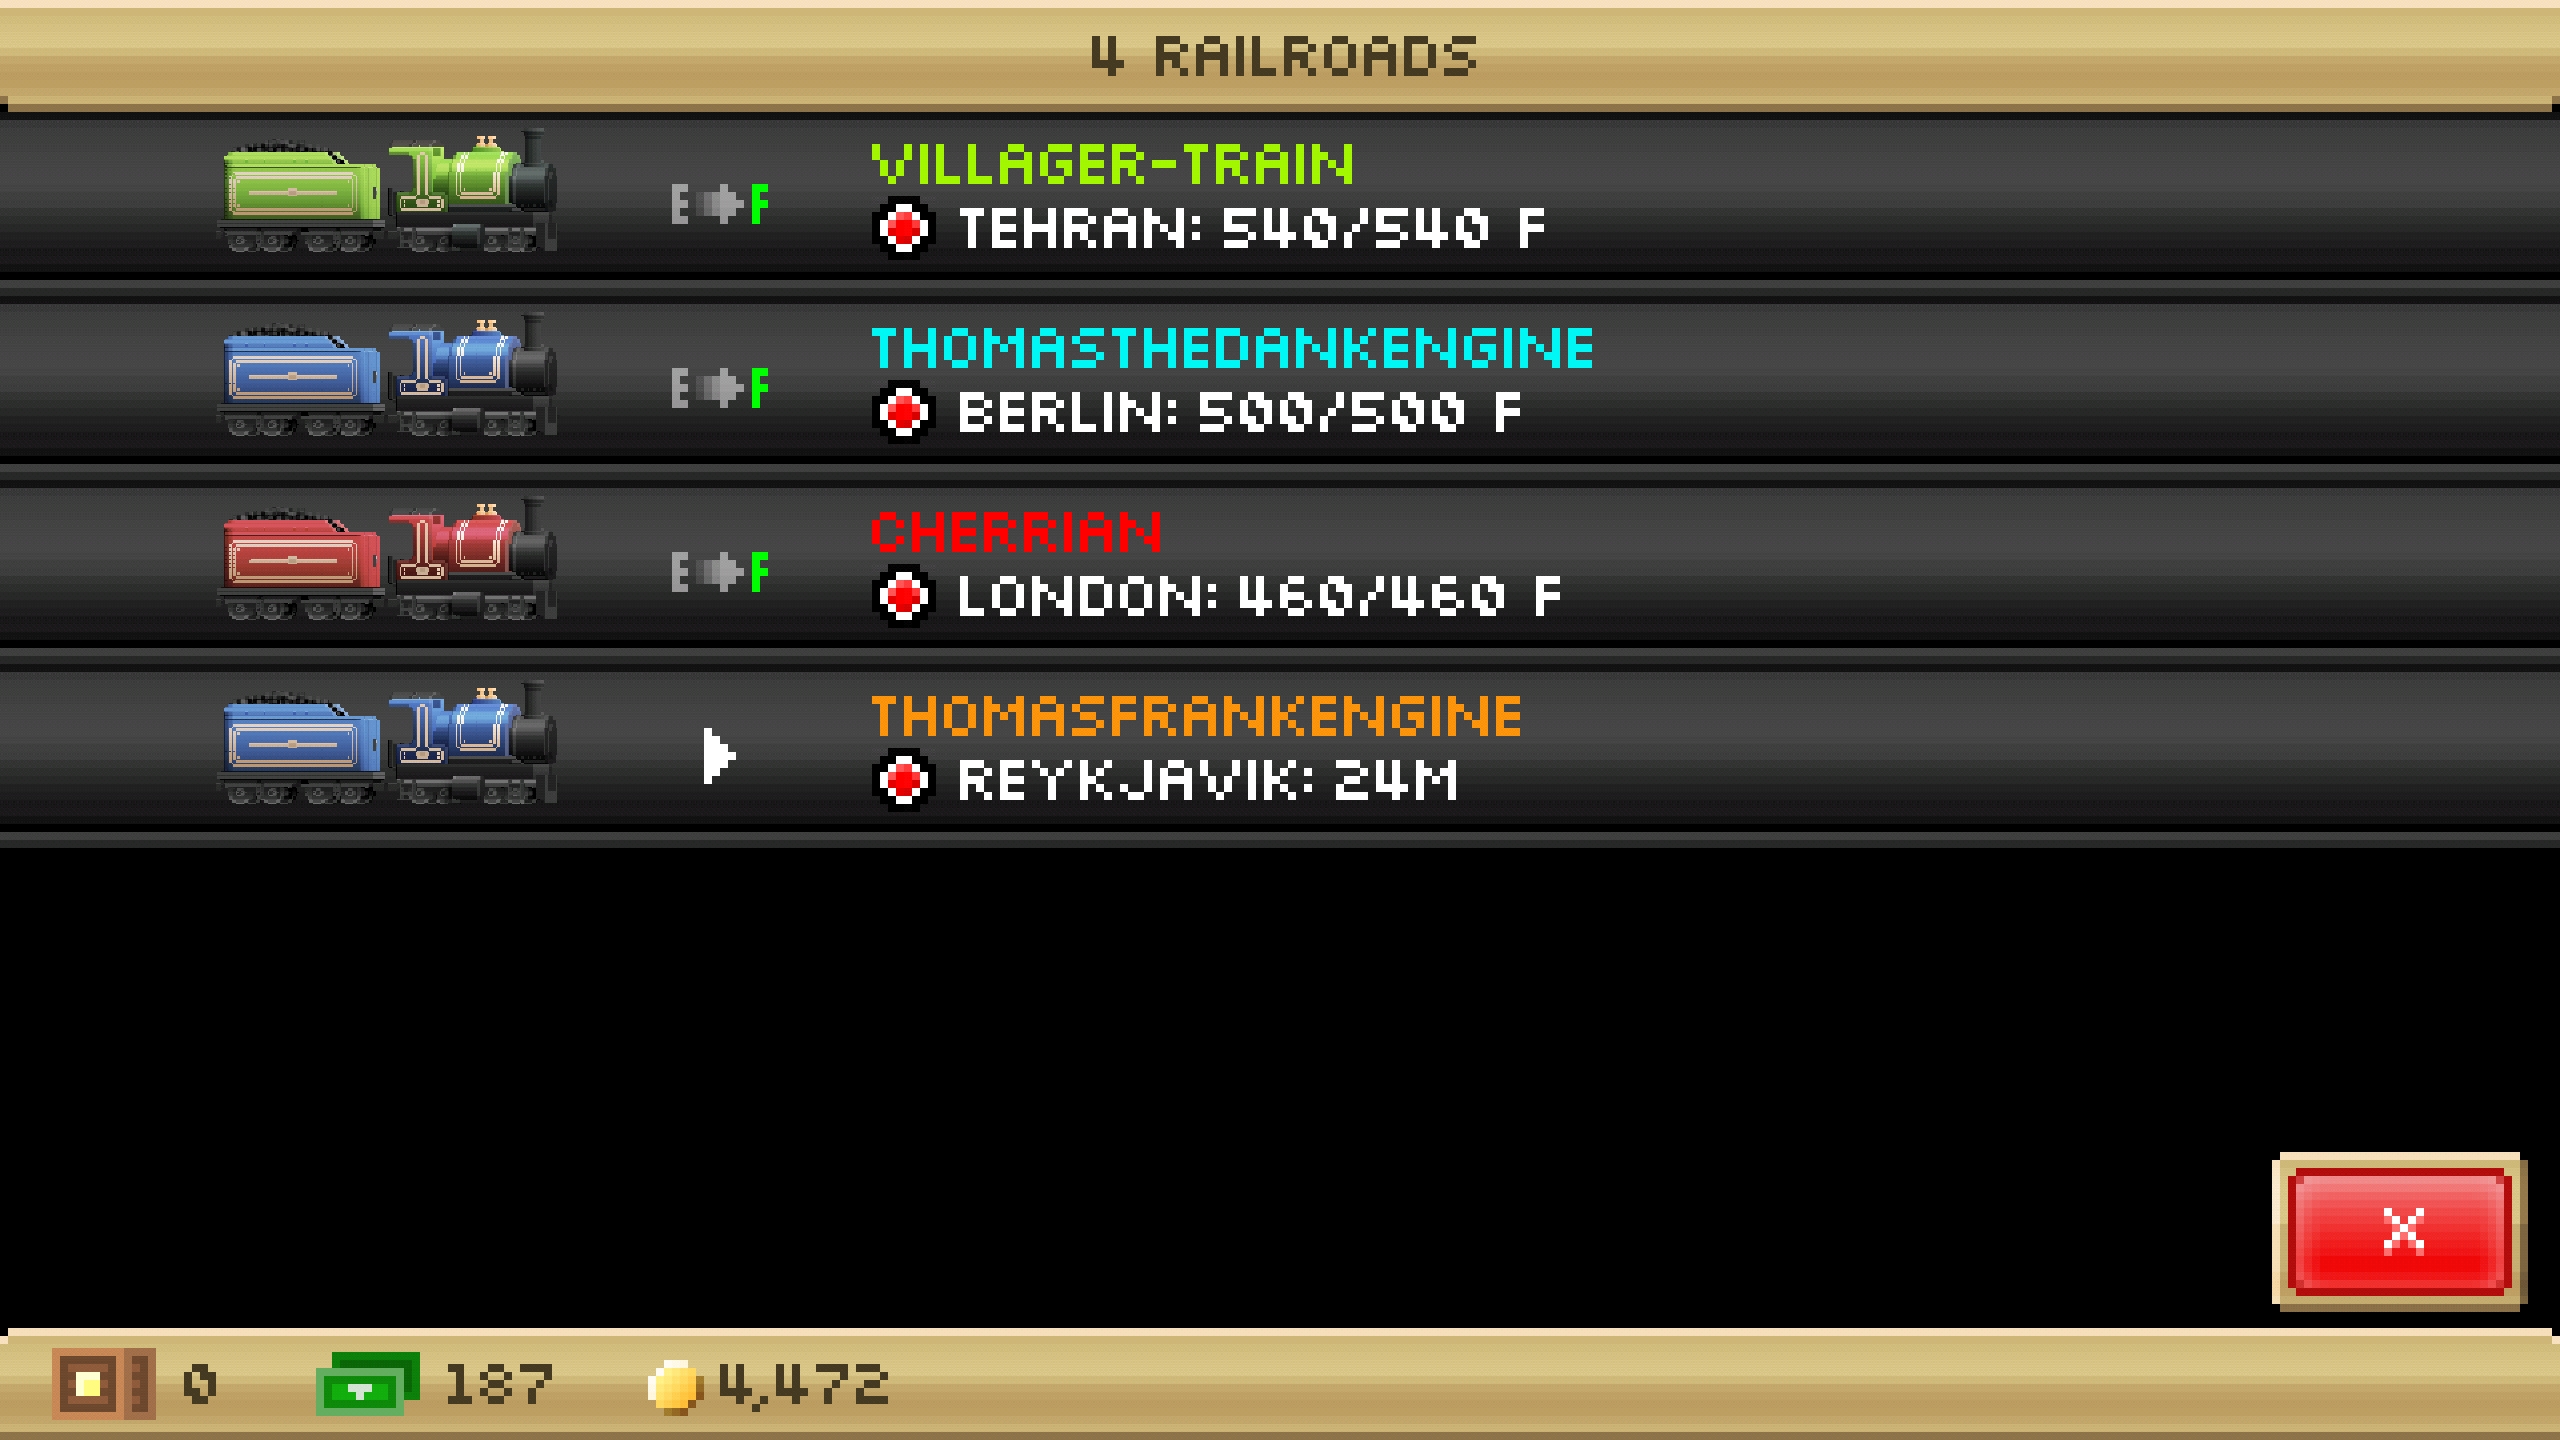 4 RAILROADS
VILLAGER-TRAIN
E F
TEHRAN: 540/540 F
THOMASTHEDANKENGINE
E F
BERLIN: 500/500 F
CHERRIAN
E F
LONDON: 460/460 F
THOMASFRANKENGINE
REYKJAVIK: 24M
X
0 187 4,472